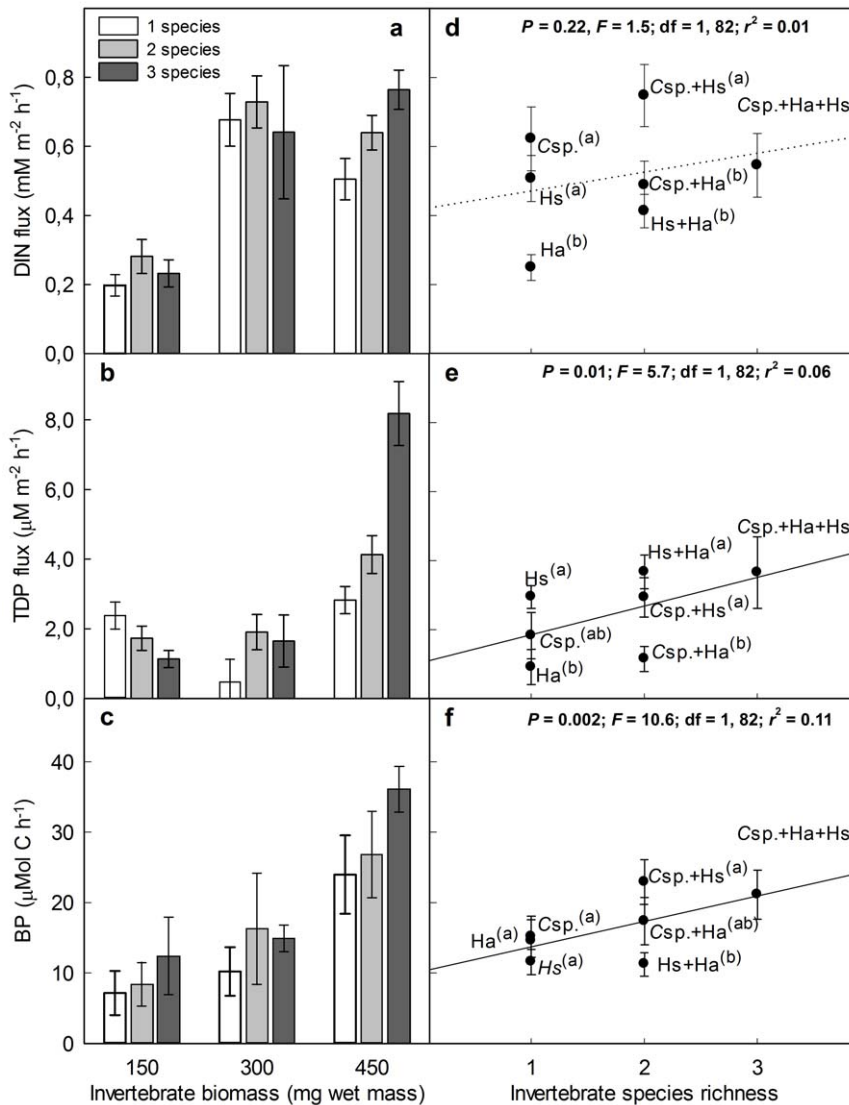 1 species
2 species
3 species
a
0,8
0,6
0,4
0,2
0,0
DIN flux (mM m-2 h-1)
d
P = 0.22, F = 1.5; df = 1, 82; r2 = 0.01
Csp.+Hs(a)
Csp.+Ha+Hs
Csp.(a)
Hs(a)
Csp.+Ha(b)
Hs+Ha(b)
Ha(b)
b
8,0
6,0
4,0
2,0
0,0
TDP flux (μM m-2 h-1)
e
P = 0.01; F = 5.7; df = 1, 82; r2 = 0.06
Csp.+Ha+Hs
Hs+Ha(a)
Hs(a)
Csp.+Hs(a)
Csp.(ab)
Csp.+Ha(b)
Ha(b)
c
40
30
20
10
0
BP (μMol C h-1)
150
300
450
Invertebrate biomass (mg wet mass)
f
P = 0.002; F = 10.6; df = 1, 82; r2 = 0.11
Csp.+Ha+Hs
Csp.+Hs(a)
Csp.(a)
Ha(a)
Csp.+Ha(ab)
Hs(a)
Hs+Ha(b)
1
2
3
Invertebrate species richness